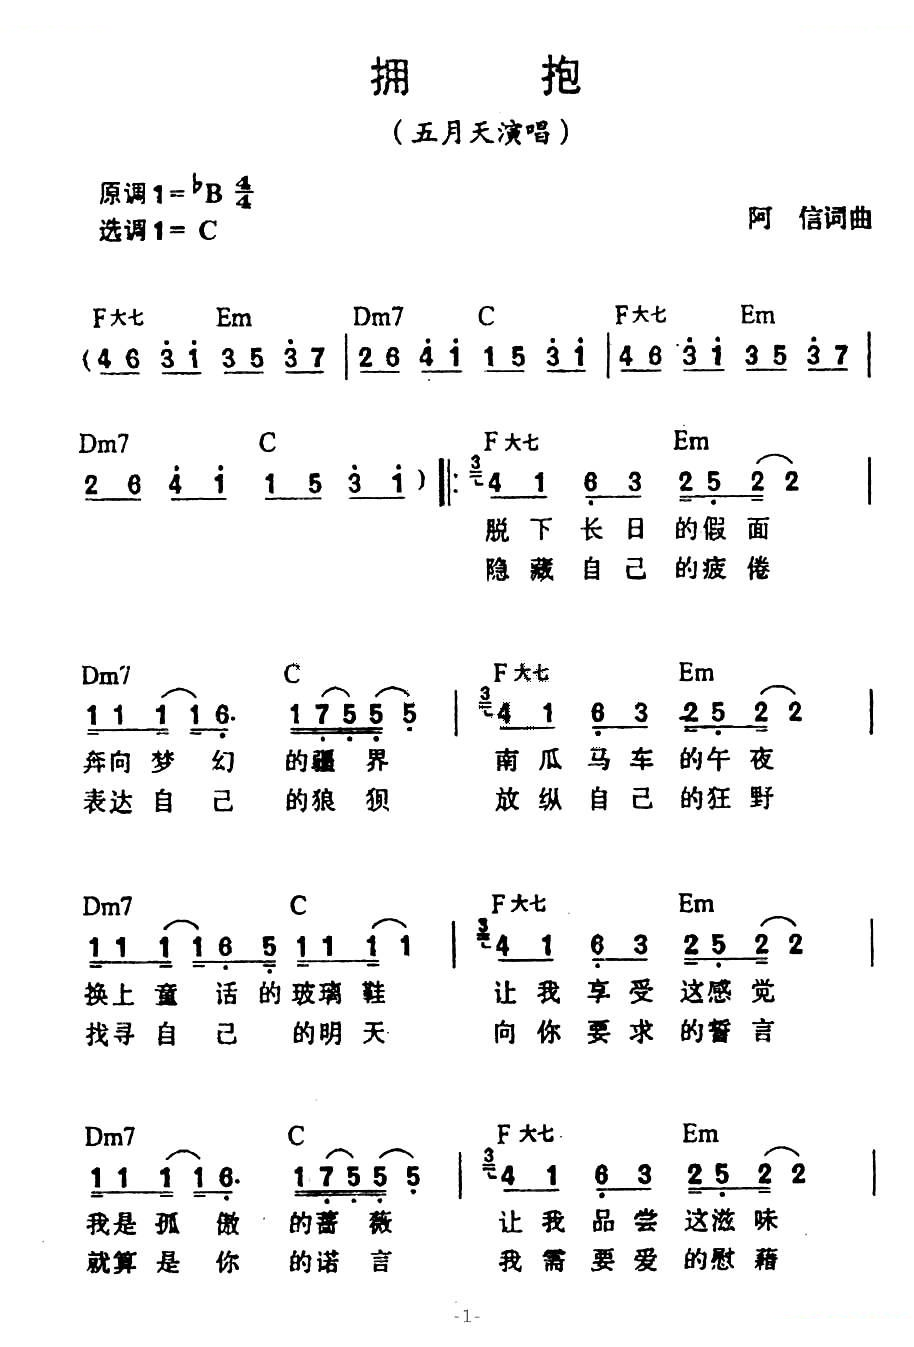 拥 抱
（五月天演唱）
原调1=♭B 4/4
选调1= C
阿 信词曲
F大七 Em Dm7 C F大七 Em
(4 6 3̇ 1̇ 3 5 3̇ 7 | 2 6 4̇ 1̇ 1 5 3̇ 1̇ | 4 6 3̇ 1̇ 3 5 3̇ 7 |
Dm7 C F大七 Em
2 6 4̇ 1̇ 1 5 3̇ 1̇ ) ‖: 3 4 1 6̣ 3 2 5̣ 2 2 |
脱 下 长 日 的 假 面
隐 藏 自 己 的 疲 倦
Dm7 C F大七 Em
1 1 1 1 6̣. 1 7̣ 5̣ 5̣ 5̣ | 3 4 1 6̣ 3 2 5̣ 2 2 |
奔 向 梦 幻 的 疆 界 南 瓜 马 车 的 午 夜
表 达 自 己 的 狼 狈 放 纵 自 己 的 狂 野
Dm7 C F大七 Em
1 1 1 1 6̣ 5̣ 1 1 1 1 | 3 4 1 6̣ 3 2 5̣ 2 2 |
换 上 童 话 的 玻 璃 鞋 让 我 享 受 这 感 觉
找 寻 自 己 的 明 天 向 你 要 求 的 誓 言
Dm7 C F大七 Em
1 1 1 1 6̣. 1 7̣ 5̣ 5̣ 5̣ | 3 4 1 6̣ 3 2 5̣ 2 2 |
我 是 孤 傲 的 蔷 薇 让 我 品 尝 这 滋 味
就 算 是 你 的 诺 言 我 需 要 爱 的 慰 藉
-1-